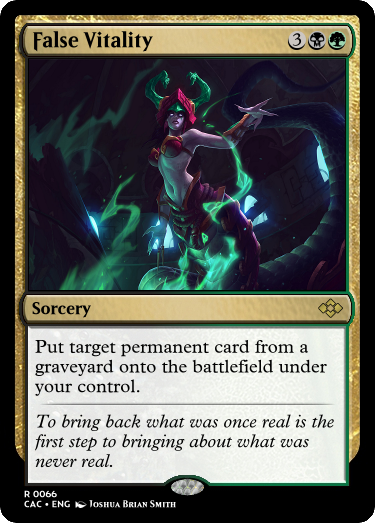 False Vitality 3
Sorcery
Put target permanent card from a
graveyard onto the battlefield under
your control.
To bring back what was once real is the
first step to bringing about what was
never real.
R 0066
CAC • ENG Joshua Brian Smith